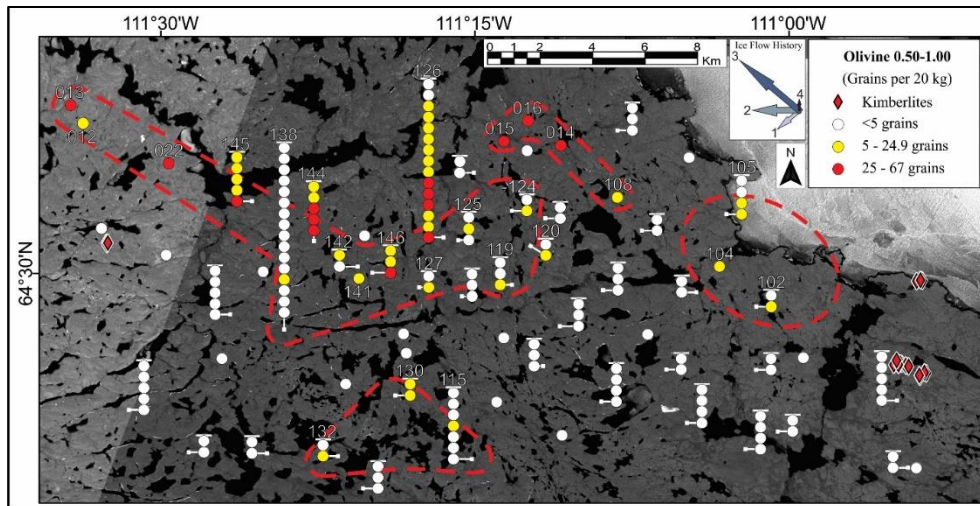 111°30'W
111°15'W
111°00'W
64°30'N
0 1 2 4 6 8
Km
Ice Flow History
3
4
2
1
N
Olivine 0.50-1.00
(Grains per 20 kg)
Kimberlites
<5 grains
5 - 24.9 grains
25 - 67 grains
126
013
012
022
145
138
144
016
015
014
124
108
105
125
142
146
120
119
141
127
104
102
130
115
132